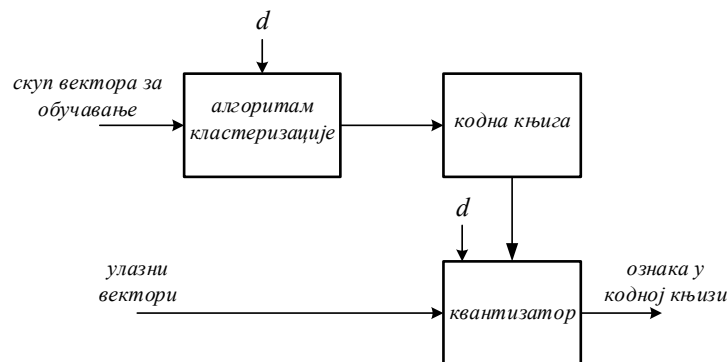 d
скуп вектора за
обучавање
алгоритам
кластеризације
кодна књига
d
улазни
вектори
квантизатор
ознака у
кодној књизи